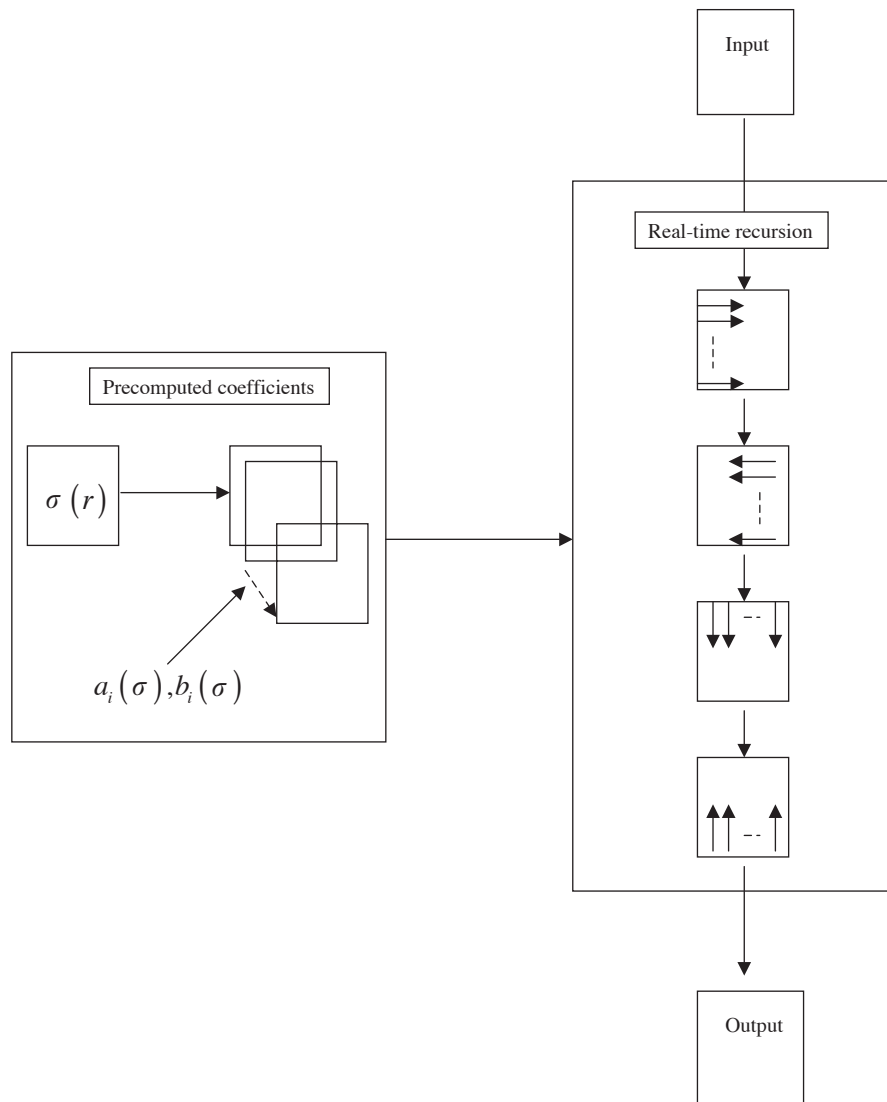 Input
Real-time recursion
Precomputed coefficients
σ (r)
a_i(σ),b_i(σ)
Output